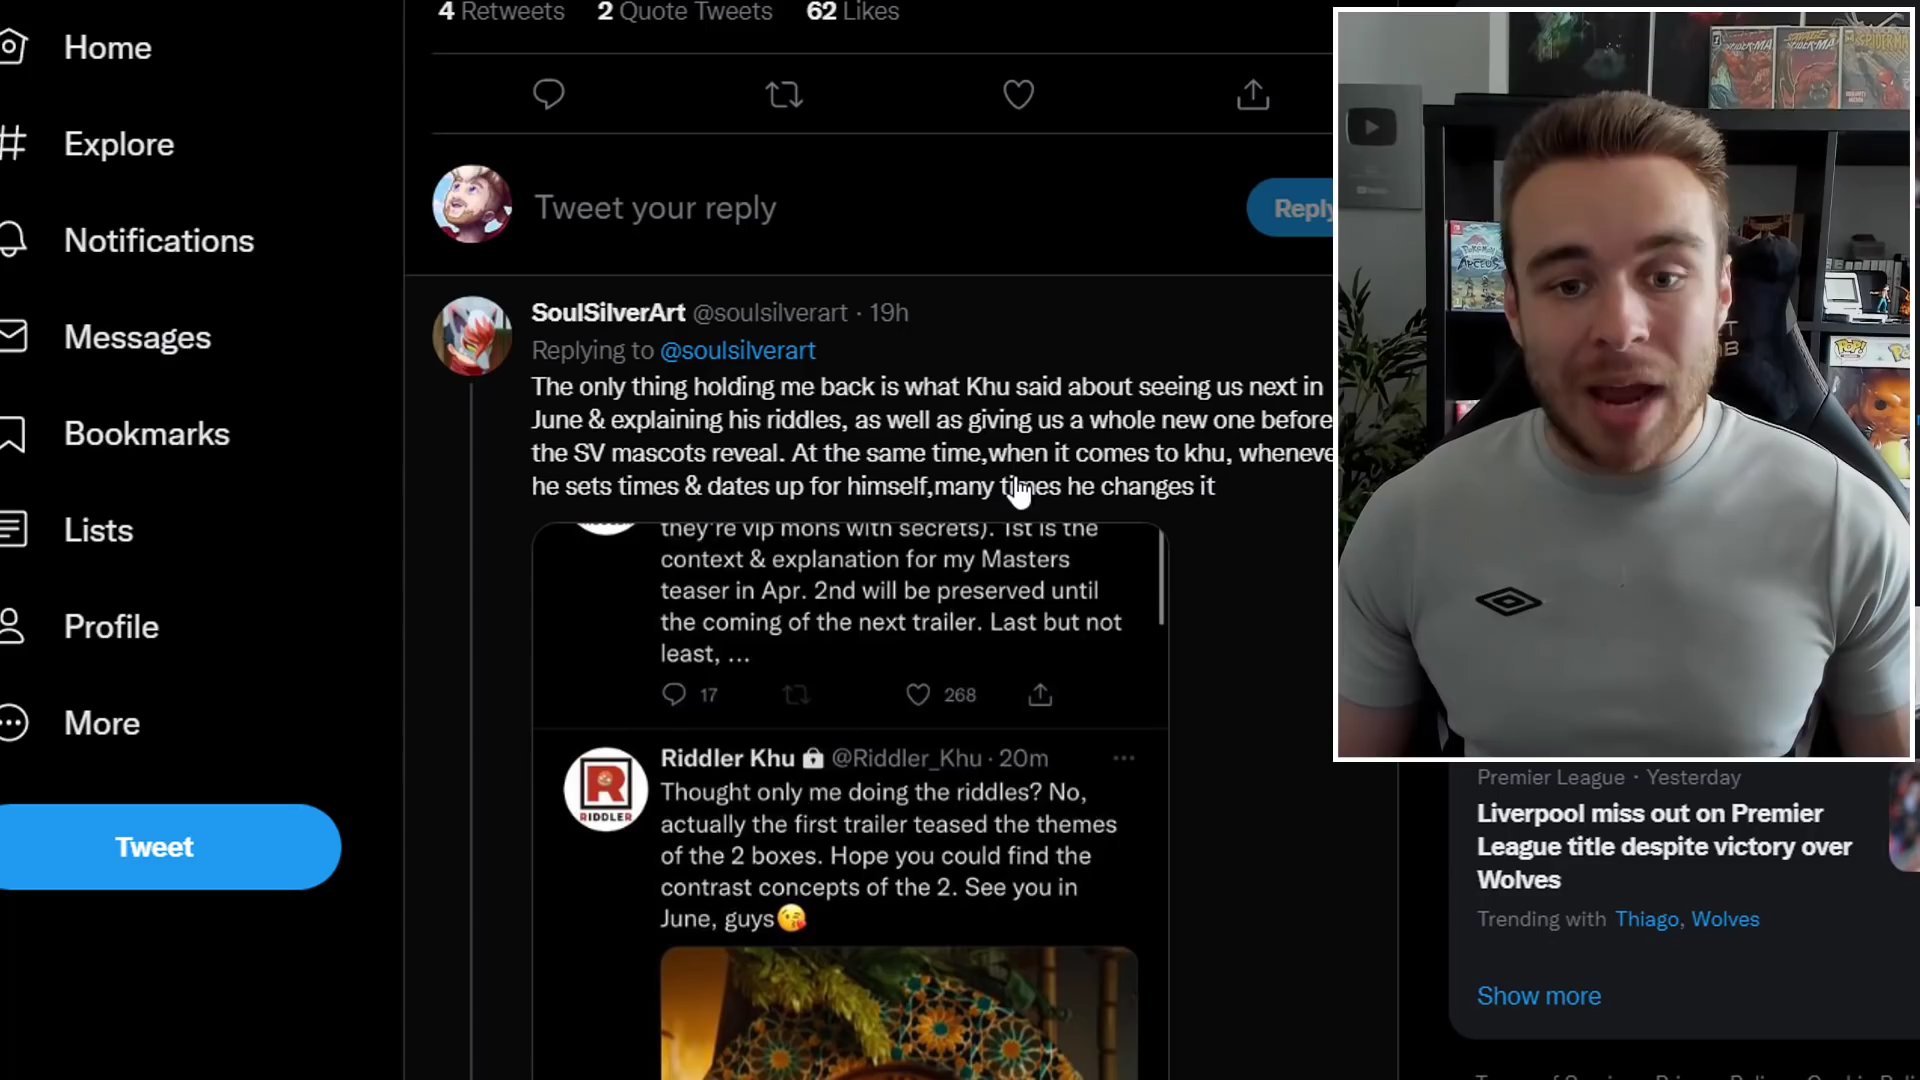 4 Retweets 2 Quote Tweets 62 Likes
Home
Explore
Notifications
Messages
Bookmarks
Lists
Profile
More
Tweet
Tweet your reply
Reply
SoulSilverArt @soulsilverart · 19h
Replying to @soulsilverart
The only thing holding me back is what Khu said about seeing us next in
June & explaining his riddles, as well as giving us a whole new one before
the SV mascots reveal. At the same time,when it comes to khu, wheneve
he sets times & dates up for himself,many times he changes it
they're vip mons with secrets). 1st is the
context & explanation for my Masters
teaser in Apr. 2nd will be preserved until
the coming of the next trailer. Last but not
least, ...
17 268
Riddler Khu @Riddler_Khu · 20m
RIDDLER
Thought only me doing the riddles? No,
actually the first trailer teased the themes
of the 2 boxes. Hope you could find the
contrast concepts of the 2. See you in
June, guys😘
POKÉMON
ARCEUS
POP!
Premier League · Yesterday
Liverpool miss out on Premier
League title despite victory over
Wolves
Trending with Thiago, Wolves
Show more